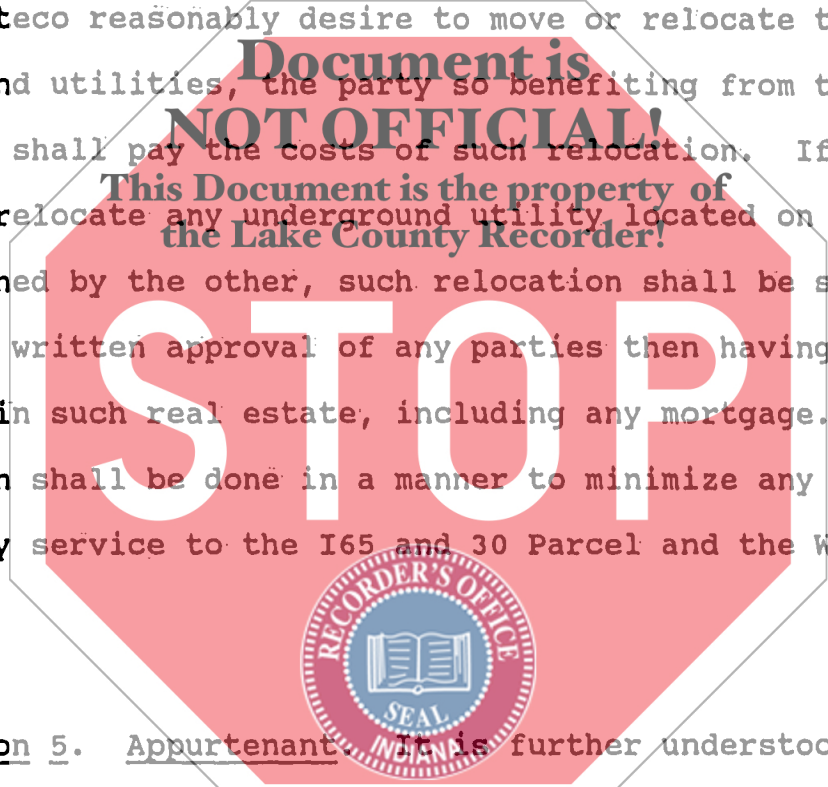 teco reasonably desire to move or relocate t
Document is
nd utilities, the party so benefiting from t
NOT OFFICIAL!
shall pay the costs of such relocation. If
This Document is the property of
relocate any underground utility located on
the Lake County Recorder!
ned by the other, such relocation shall be s
STOP
written approval of any parties then having
in such real estate, including any mortgage.
n shall be done in a manner to minimize any
y service to the I65 and 30 Parcel and the W
RECORDER'S OFFICE
SEAL
INDIANA
on 5. Appurtenant. It is further understoo